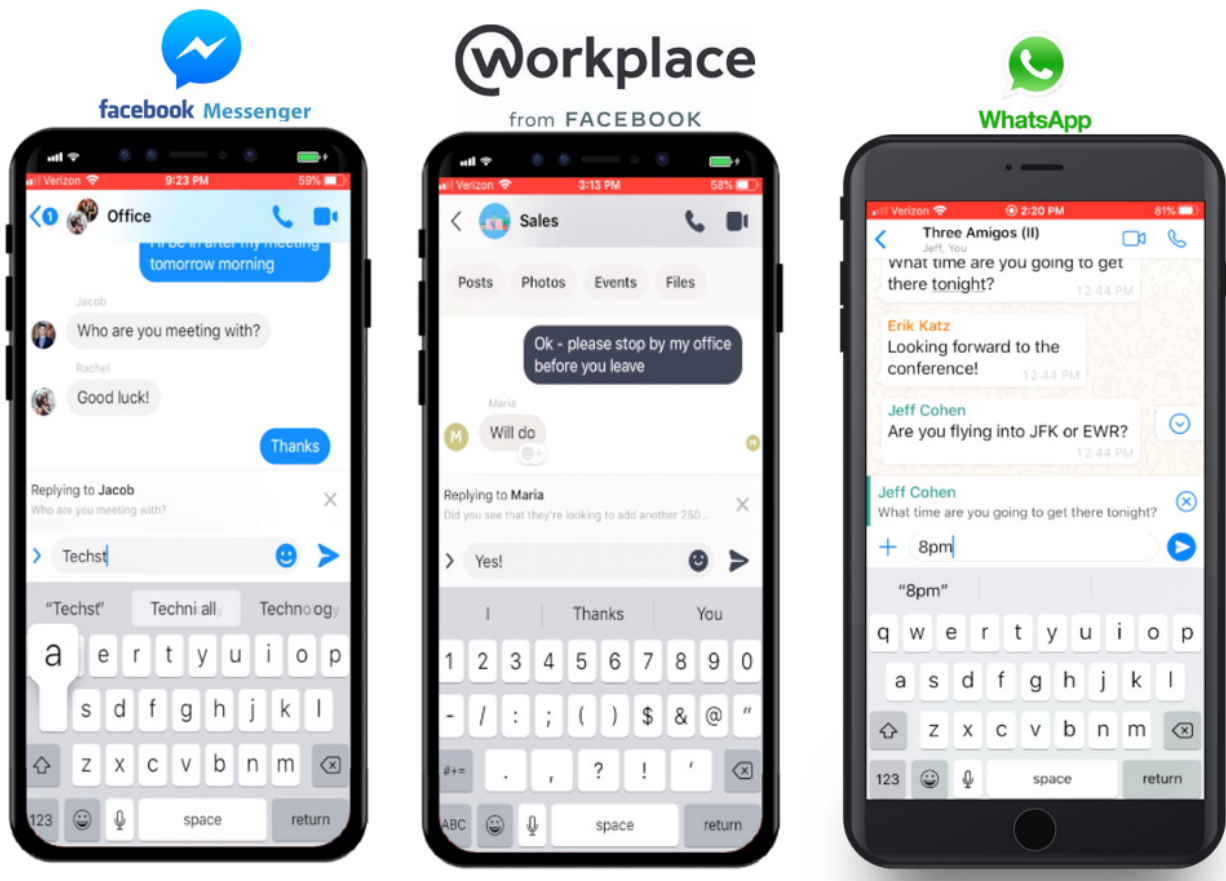 facebook Messenger
Verizon
9:23 PM
59%
1
Office
I'll be in after my meeting
tomorrow morning
Jacob
Who are you meeting with?
Rachel
Good luck!
Thanks
Replying to Jacob
Who are you meeting with?
Techst
"Techst"
Techni all
Techno ogy
a e r t y u i o p
s d f g h j k l
z x c v b n m
123
space
return
Workplace
from FACEBOOK
Verizon
3:13 PM
58%
Sales
Posts
Photos
Events
Files
Ok - please stop by my office
before you leave
Maria
M
Will do
M
Replying to Maria
Did you see that they're looking to add another 250...
Yes!
I
Thanks
You
1 2 3 4 5 6 7 8 9 0
- / : ; ( ) $ & @ "
#+= . , ? ! '
ABC
space
return
WhatsApp
Verizon
2:20 PM
81%
Three Amigos (II)
Jeff, You
What time are you going to get
there tonight?
12:44 PM
Erik Katz
Looking forward to the
conference!
12:44 PM
Jeff Cohen
Are you flying into JFK or EWR?
12:44 PM
Jeff Cohen
What time are you going to get there tonight?
8pm
"8pm"
q w e r t y u i o p
a s d f g h j k l
z x c v b n m
123
space
return